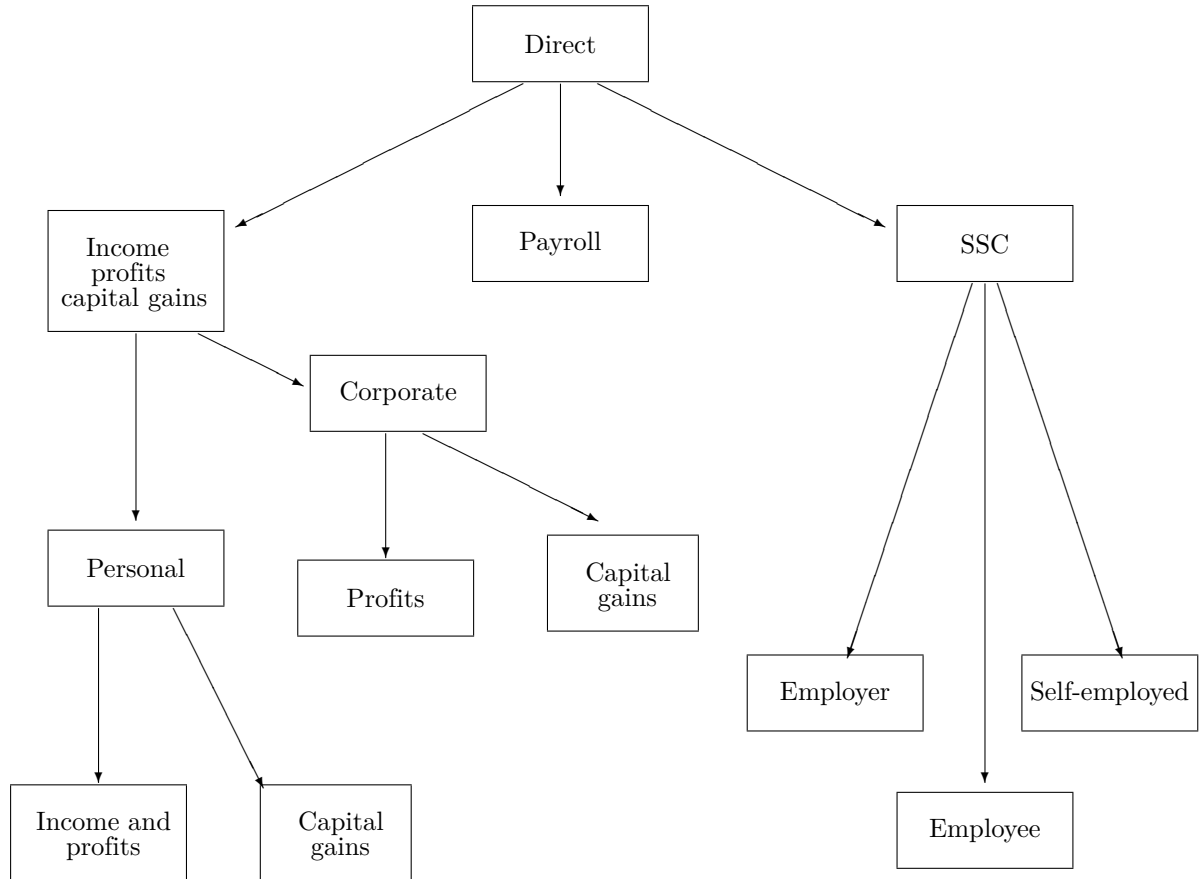 Direct
Income
profits
capital gains
Payroll
SSC
Corporate
Personal
Profits
Capital
gains
Employer
Self-employed
Income and
profits
Capital
gains
Employee